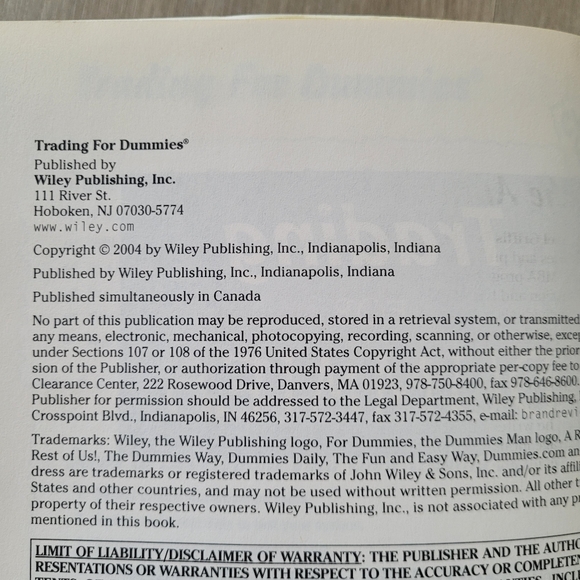 Trading For Dummies®
Published by
Wiley Publishing, Inc.
111 River St.
Hoboken, NJ 07030-5774
www.wiley.com
Copyright © 2004 by Wiley Publishing, Inc., Indianapolis, Indiana
Published by Wiley Publishing, Inc., Indianapolis, Indiana
Published simultaneously in Canada
No part of this publication may be reproduced, stored in a retrieval system, or transmitted
any means, electronic, mechanical, photocopying, recording, scanning, or otherwise, excep
under Sections 107 or 108 of the 1976 United States Copyright Act, without either the prior
sion of the Publisher, or authorization through payment of the appropriate per-copy fee
Clearance Center, 222 Rosewood Drive, Danvers, MA 01923, 978-750-8400, fax 978-646-8600.
Publisher for permission should be addressed to the Legal Department, Wiley Publishing,
Crosspoint Blvd., Indianapolis, IN 46256, 317-572-3447, fax 317-572-4355, e-mail: brandrevi
Trademarks: Wiley, the Wiley Publishing logo, For Dummies, the Dummies Man logo, A R
Rest of Us!, The Dummies Way, Dummies Daily, The Fun and Easy Way, Dummies.com an
dress are trademarks or registered trademarks of John Wiley & Sons, Inc. and/or its affil
States and other countries, and may not be used without written permission. All other t
property of their respective owners. Wiley Publishing, Inc., is not associated with any p
mentioned in this book.
LIMIT OF LIABILITY/DISCLAIMER OF WARRANTY: THE PUBLISHER AND THE AUTHO
RESENTATIONS OR WARRANTIES WITH RESPECT TO THE ACCURACY OR COMPLETEN